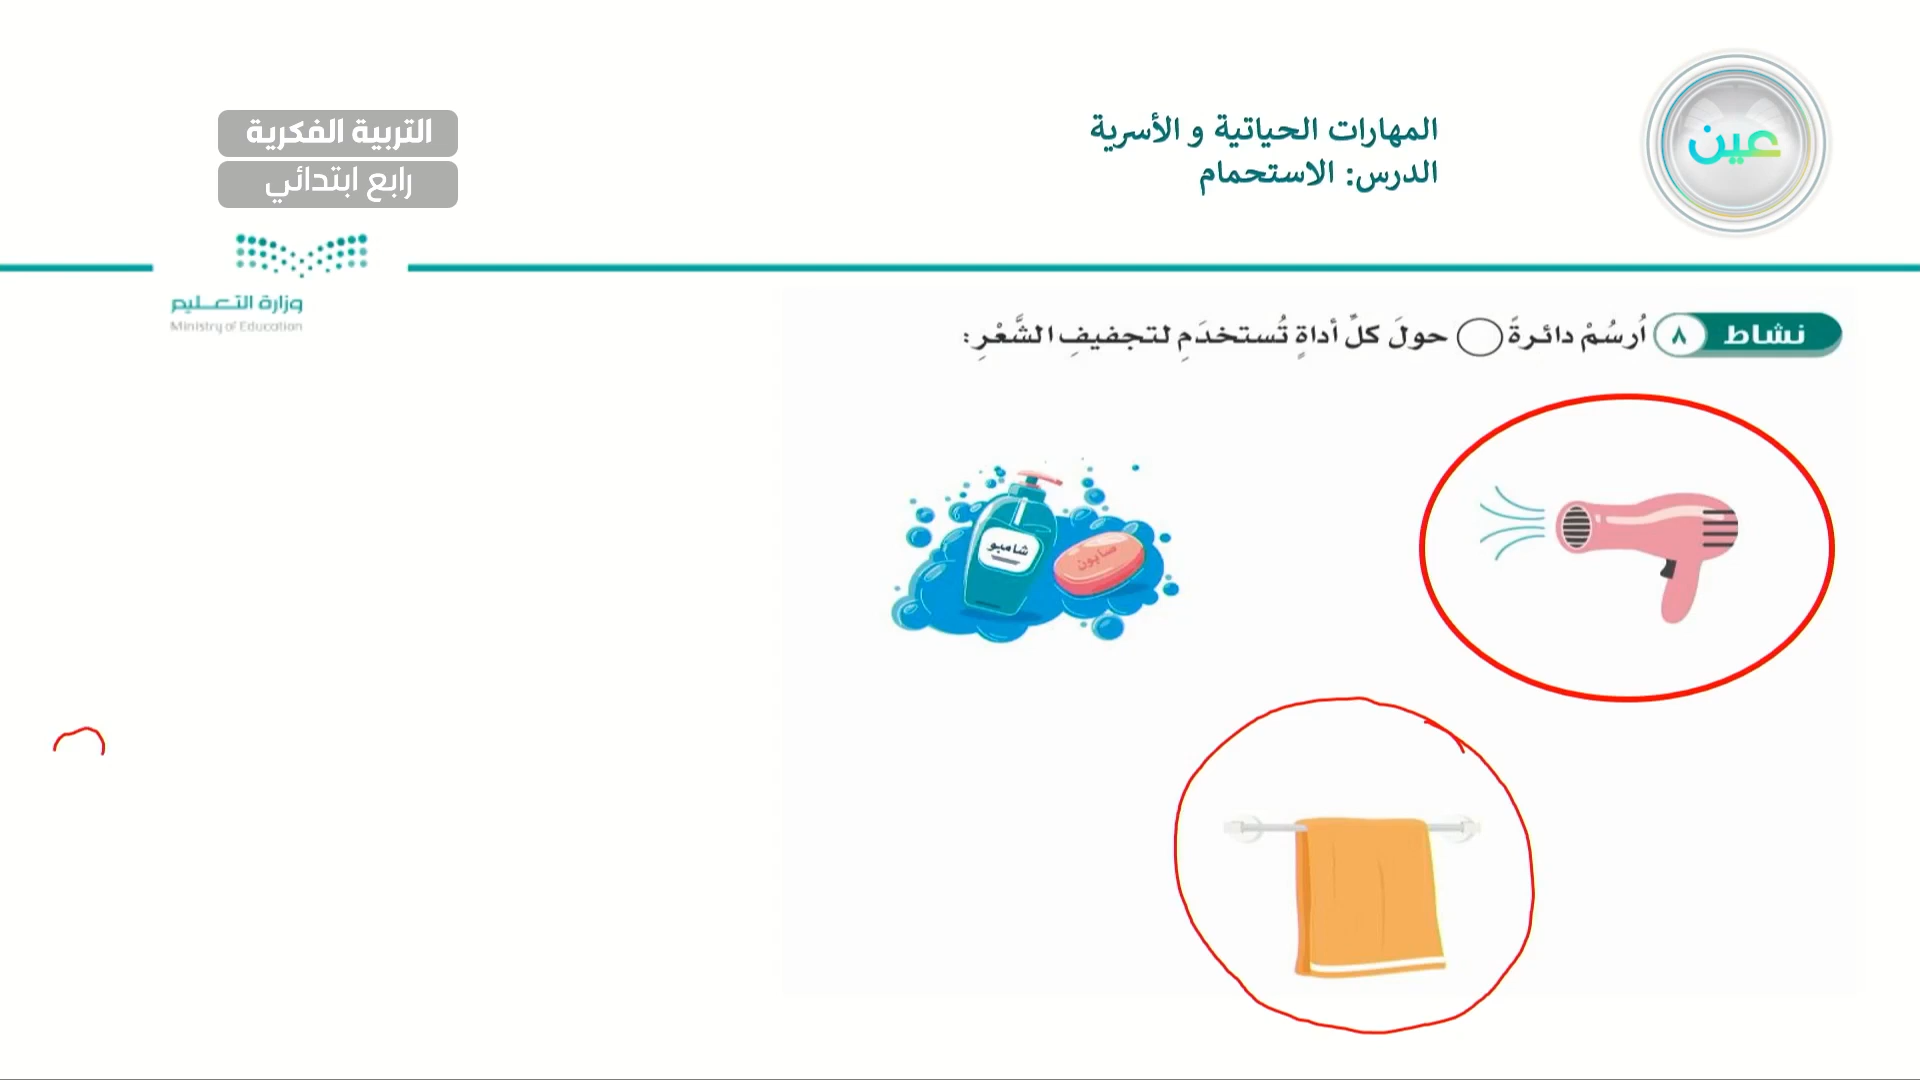 عين
المهارات الحياتية و الأسرية
الدرس: الاستحمام
التربية الفكرية
رابع ابتدائي
وزارة التعليم
Ministry of Education
نشاط ٨ أرسُمْ دائرةً حولَ كلِّ أداةٍ تُستخدَمِ لتجفيفِ الشَّعْرِ:
شامبو
صابون